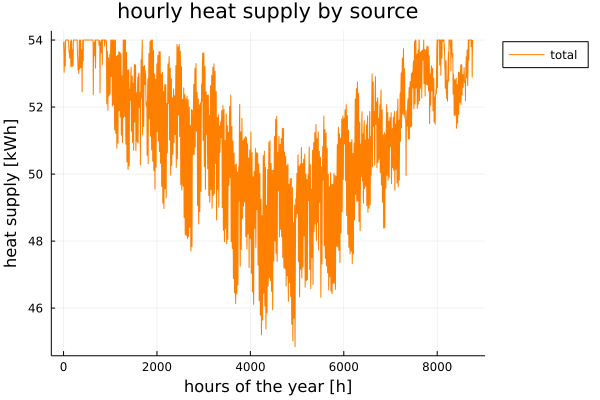 hourly heat supply by source
54
52
50
48
46
heat supply [kWh]
0 2000 4000 6000 8000
hours of the year [h]
total